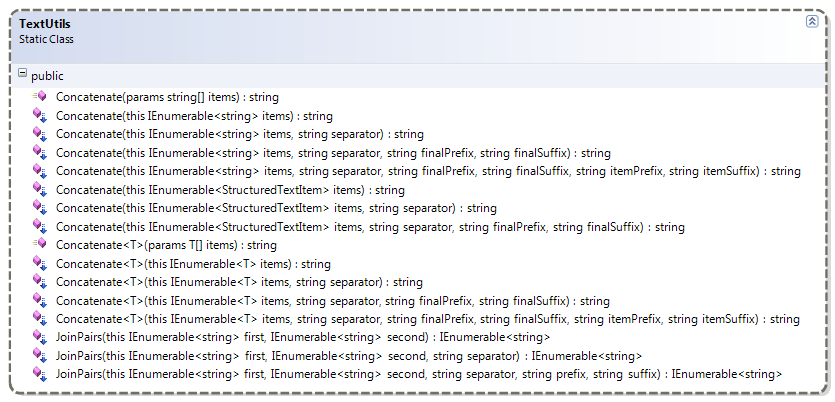 TextUtils
Static Class
public
Concatenate(params string[] items) : string
Concatenate(this IEnumerable<string> items) : string
Concatenate(this IEnumerable<string> items, string separator) : string
Concatenate(this IEnumerable<string> items, string separator, string finalPrefix, string finalSuffix) : string
Concatenate(this IEnumerable<string> items, string separator, string finalPrefix, string finalSuffix, string itemPrefix, string itemSuffix) : string
Concatenate(this IEnumerable<StructuredTextItem> items) : string
Concatenate(this IEnumerable<StructuredTextItem> items, string separator) : string
Concatenate(this IEnumerable<StructuredTextItem> items, string separator, string finalPrefix, string finalSuffix) : string
Concatenate<T>(params T[] items) : string
Concatenate<T>(this IEnumerable<T> items) : string
Concatenate<T>(this IEnumerable<T> items, string separator) : string
Concatenate<T>(this IEnumerable<T> items, string separator, string finalPrefix, string finalSuffix) : string
Concatenate<T>(this IEnumerable<T> items, string separator, string finalPrefix, string finalSuffix, string itemPrefix, string itemSuffix) : string
JoinPairs(this IEnumerable<string> first, IEnumerable<string> second) : IEnumerable<string>
JoinPairs(this IEnumerable<string> first, IEnumerable<string> second, string separator) : IEnumerable<string>
JoinPairs(this IEnumerable<string> first, IEnumerable<string> second, string separator, string prefix, string suffix) : IEnumerable<string>